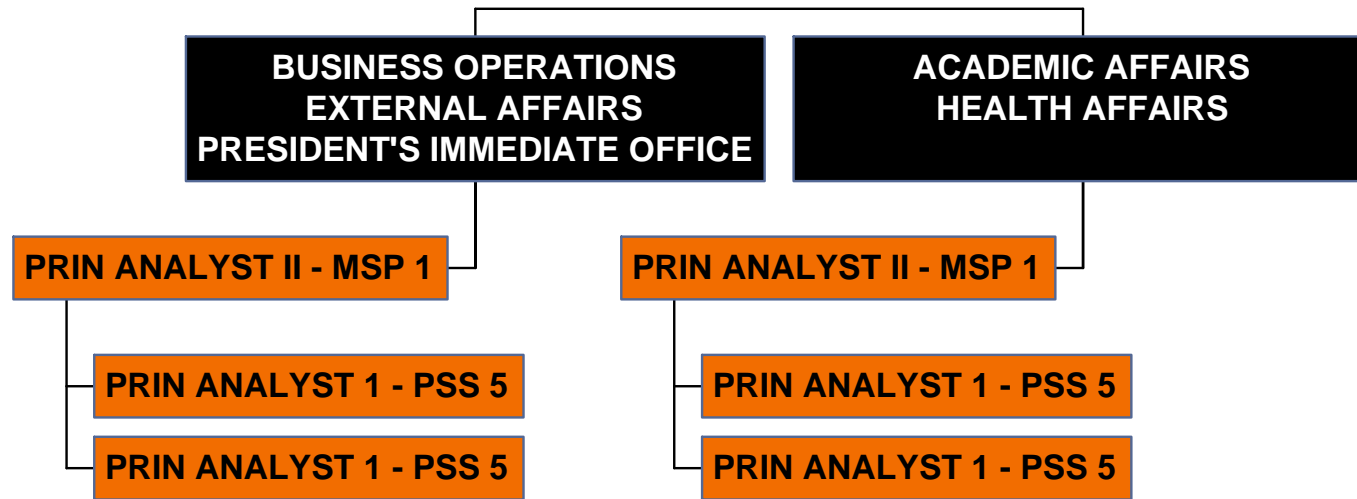 BUSINESS OPERATIONS
EXTERNAL AFFAIRS
PRESIDENT'S IMMEDIATE OFFICE
ACADEMIC AFFAIRS
HEALTH AFFAIRS
PRIN ANALYST II - MSP 1
PRIN ANALYST 1 - PSS 5
PRIN ANALYST 1 - PSS 5
PRIN ANALYST II - MSP 1
PRIN ANALYST 1 - PSS 5
PRIN ANALYST 1 - PSS 5